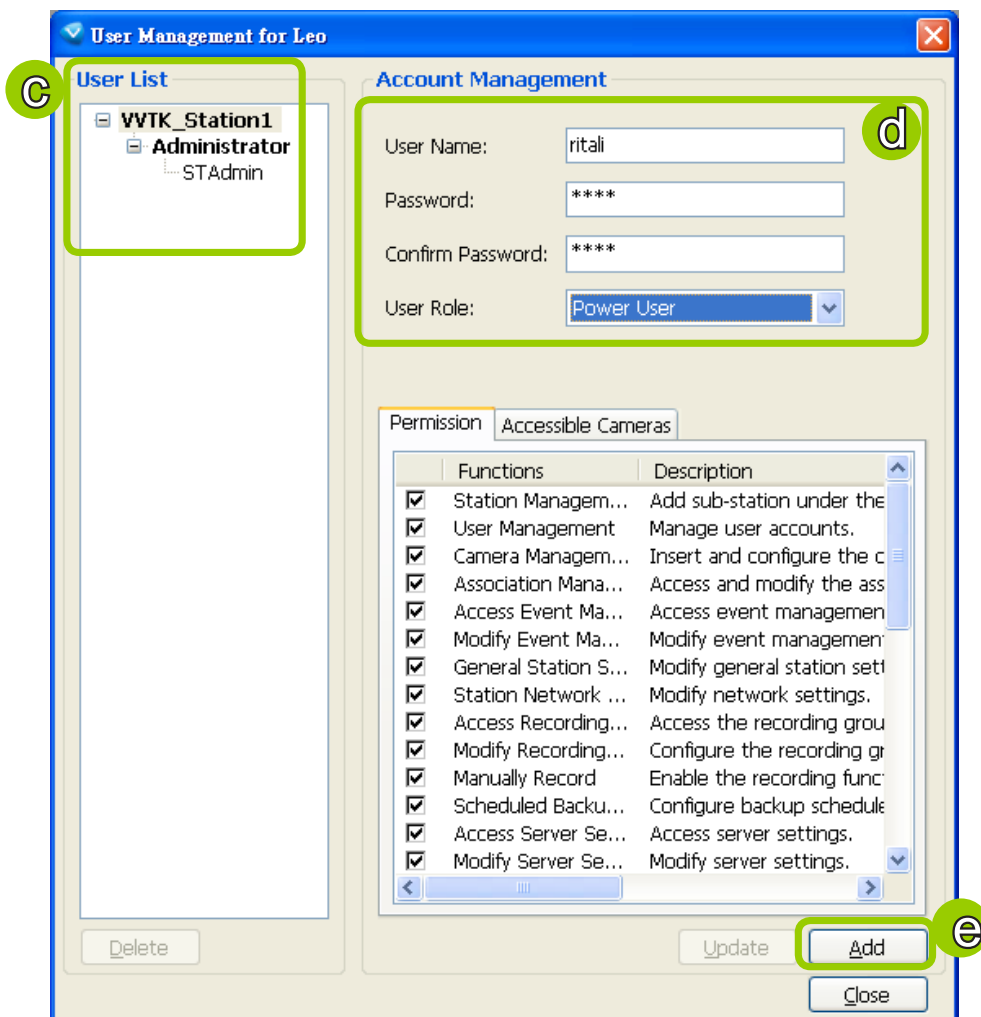 User Management for Leo
c
User List
VVTK_Station1
Administrator
STAdmin
Delete
Account Management
d
User Name: ritali
Password: ****
Confirm Password: ****
User Role: Power User
Permission Accessible Cameras
Functions Description
Station Managem... Add sub-station under the
User Management Manage user accounts.
Camera Managem... Insert and configure the c
Association Mana... Access and modify the ass
Access Event Ma... Access event managemen
Modify Event Ma... Modify event management
General Station S... Modify general station sett
Station Network ... Modify network settings.
Access Recording... Access the recording grou
Modify Recording... Configure the recording gr
Manually Record Enable the recording func
Scheduled Backu... Configure backup schedule
Access Server Se... Access server settings.
Modify Server Se... Modify server settings.
Update Add
e
Close